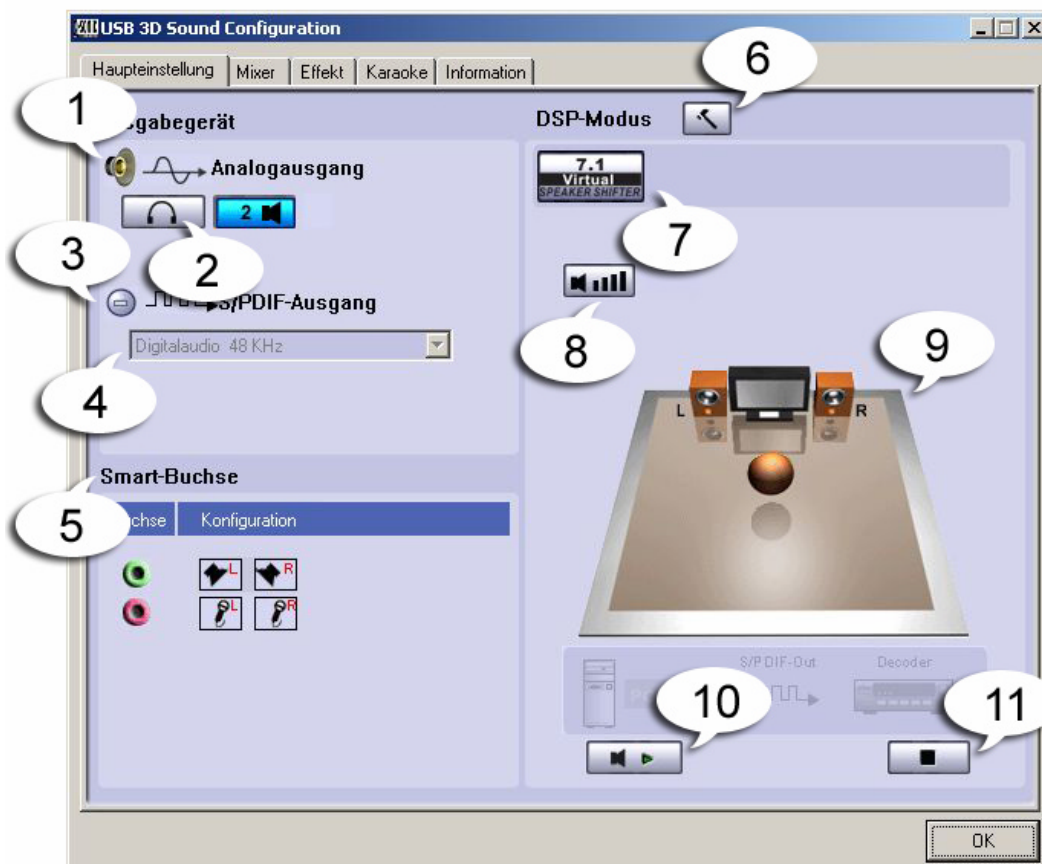 USB 3D Sound Configuration
Haupteinstellung Mixer Effekt Karaoke Information
6
1
gabegerät
DSP-Modus
Analogausgang
7.1
Virtual
SPEAKER SHIFTER
2
7
3
2
S/PDIF-Ausgang
Digitalaudio 48 KHz
8
9
4
L
R
Smart-Buchse
5
chse Konfiguration
L R
L R
S/PDIF-Out
Decoder
10
11
OK